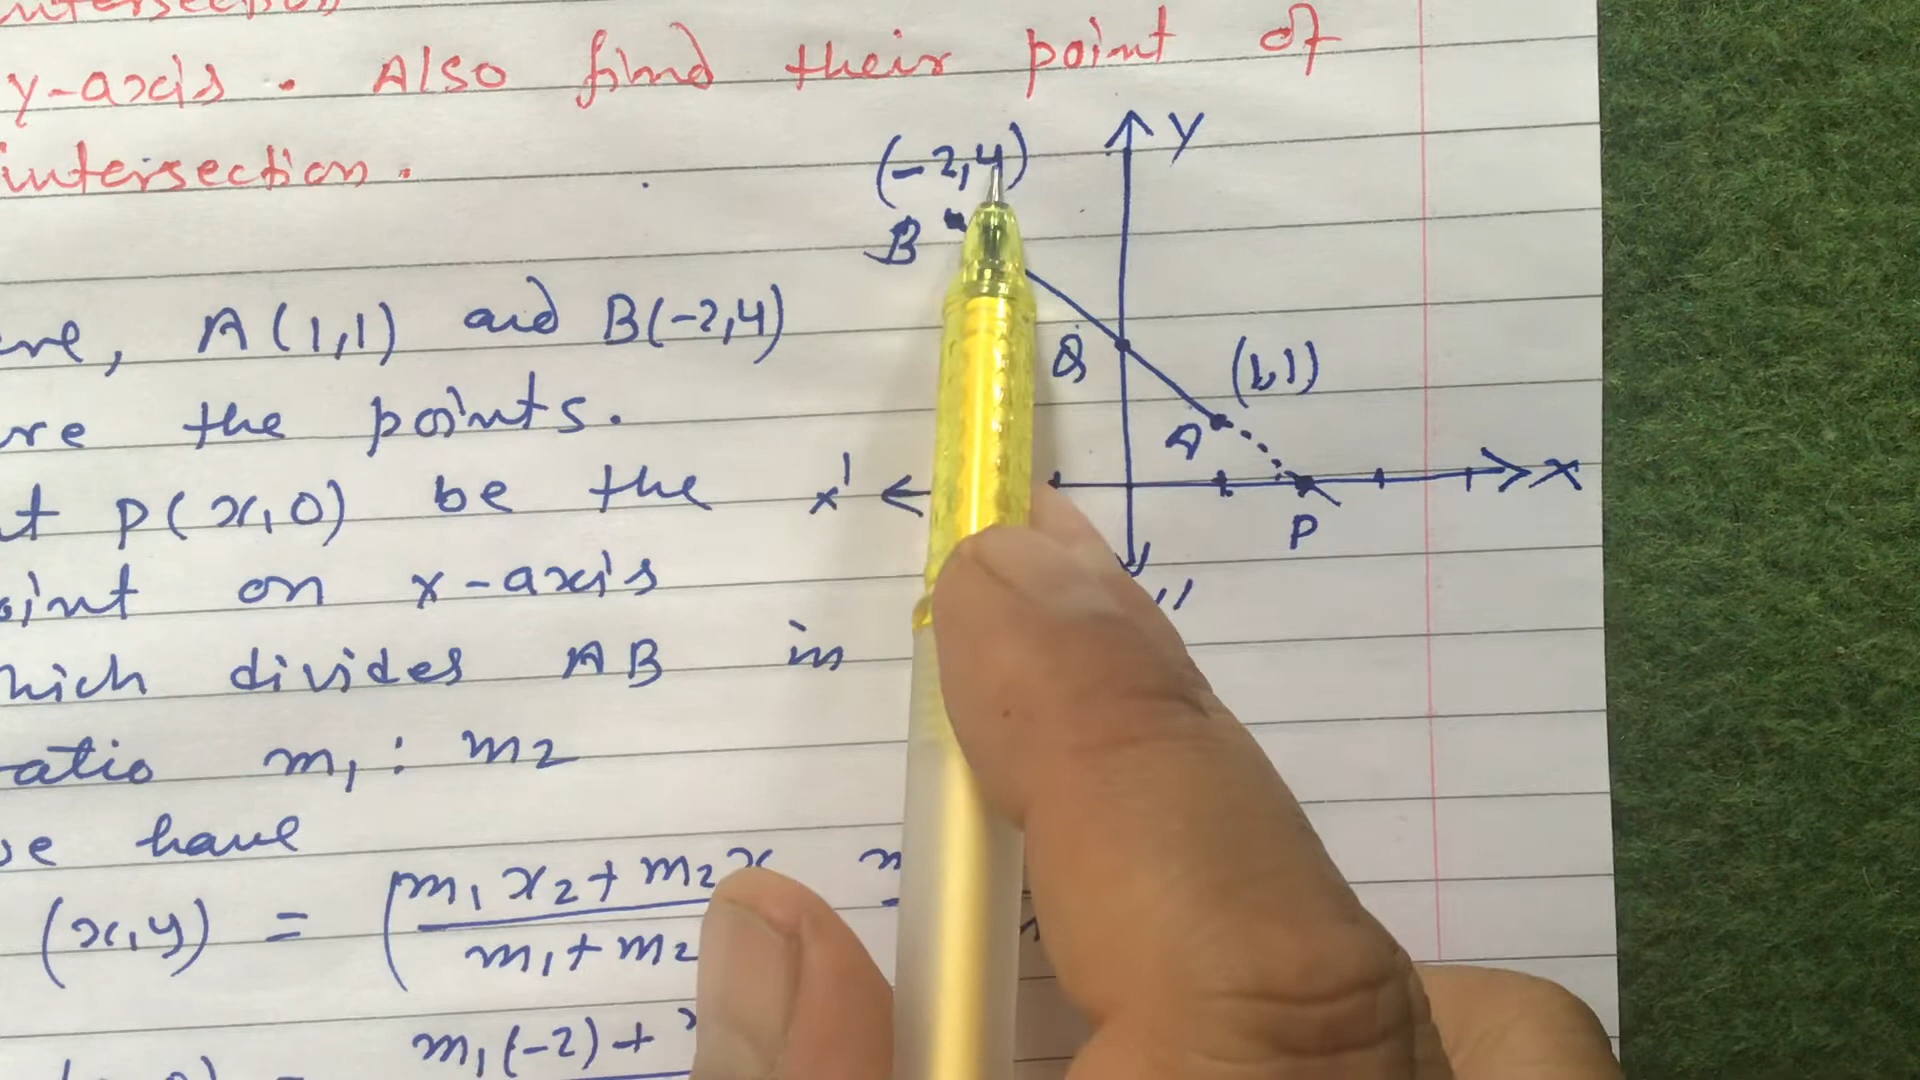 intersection
y-axis. Also find their point of
intersection.
(-2,4)
Y
B
A(1,1) and B(-2,4)
Q
(1,1)
the points.
A
P(x,0) be the
x'
X
P
on x-axis
divides AB in
m₁ : m₂
have
(x,y) = (m₁x₂+m₂x
m₁+m₂
m₁(-2)+